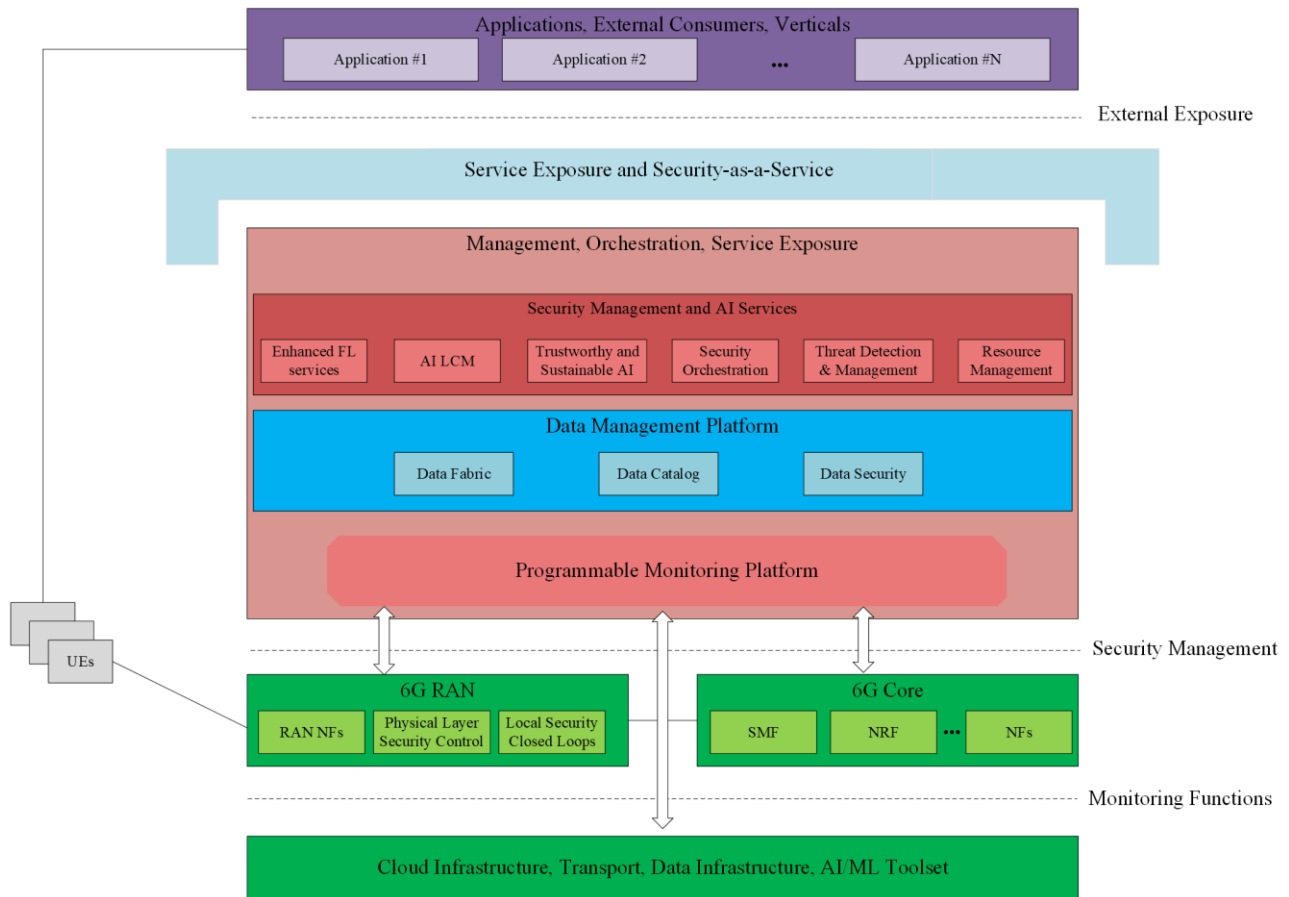 Applications, External Consumers, Verticals
Application #1
Application #2
...
Application #N
External Exposure
Service Exposure and Security-as-a-Service
Management, Orchestration, Service Exposure
Security Management and AI Services
Enhanced FL
services
AI LCM
Trustworthy and
Sustainable AI
Security
Orchestration
Threat Detection
& Management
Resource
Management
Data Management Platform
Data Fabric
Data Catalog
Data Security
Programmable Monitoring Platform
UEs
Security Management
6G RAN
RAN NFs
Physical Layer
Security Control
Local Security
Closed Loops
6G Core
SMF
NRF
...
NFs
Monitoring Functions
Cloud Infrastructure, Transport, Data Infrastructure, AI/ML Toolset